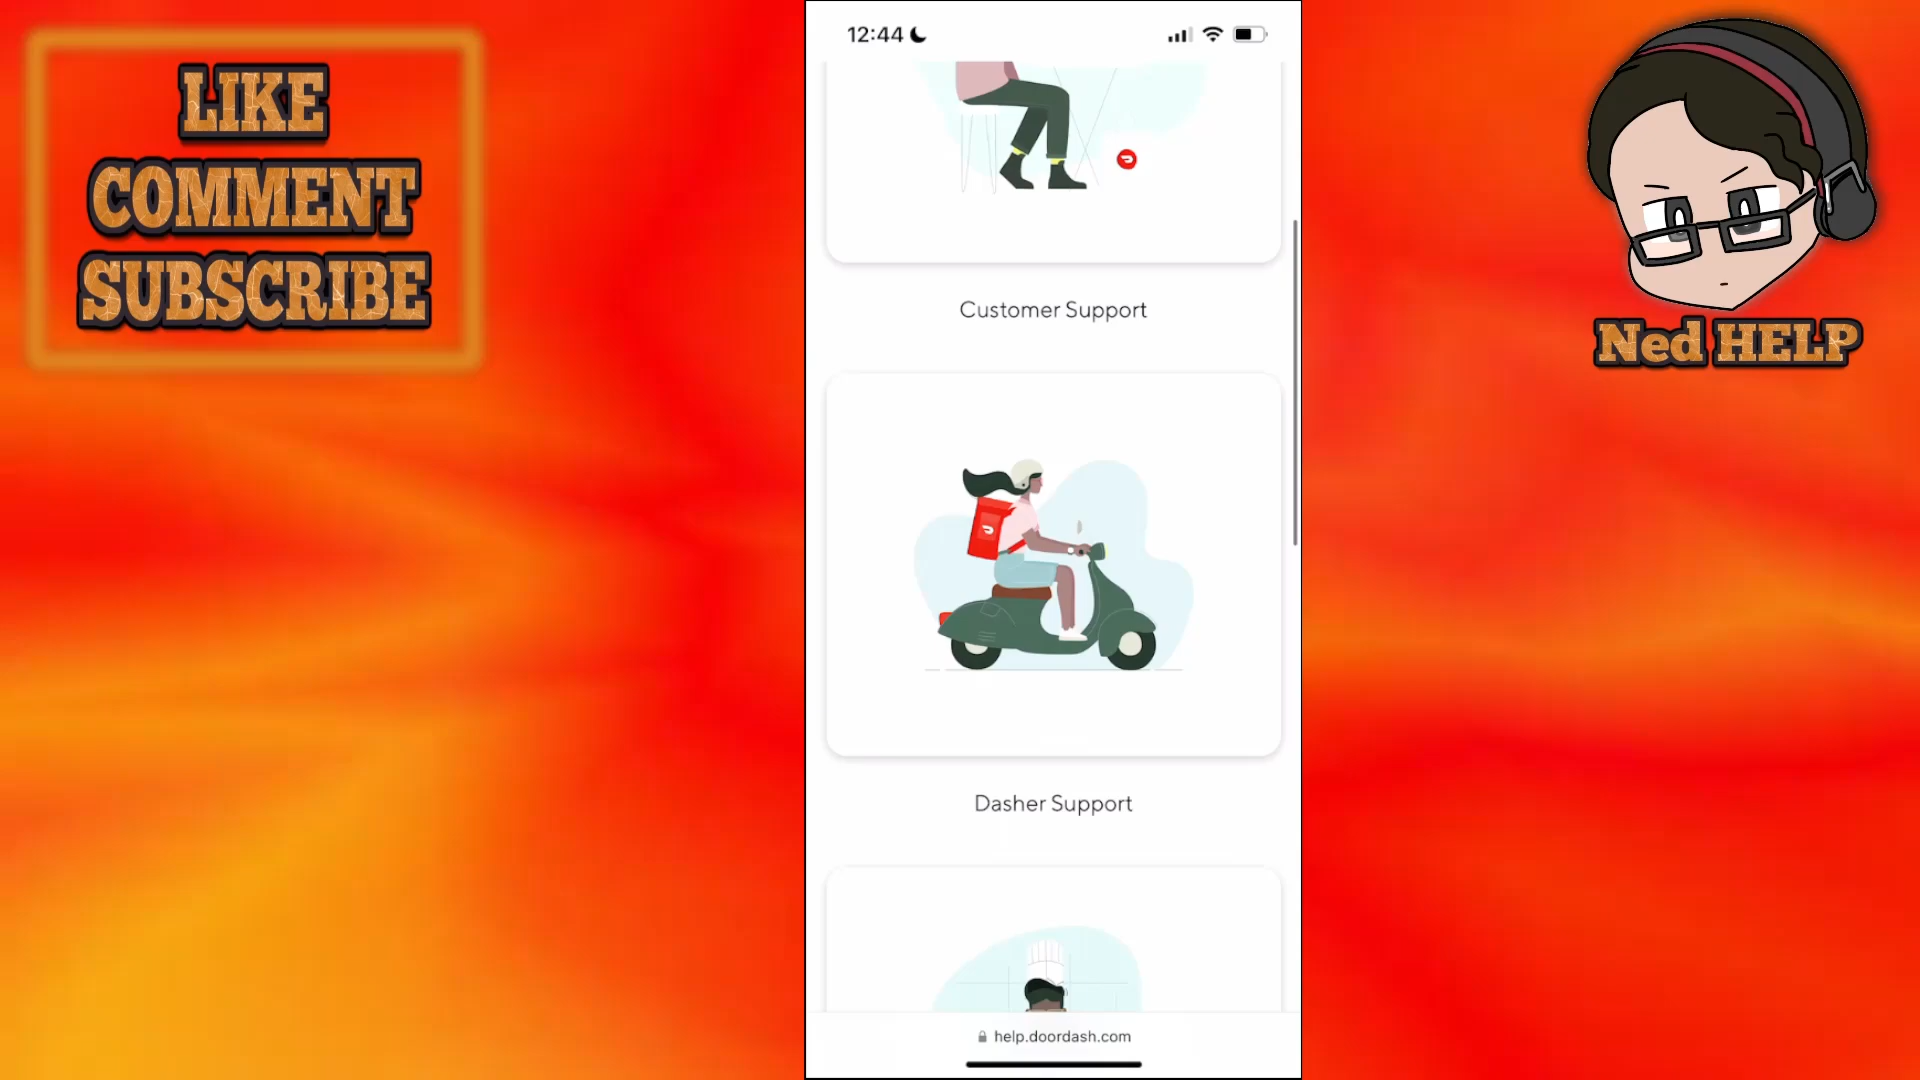 LIKE
COMMENT
SUBSCRIBE
12:44
Customer Support
Dasher Support
help.doordash.com
Ned HELP